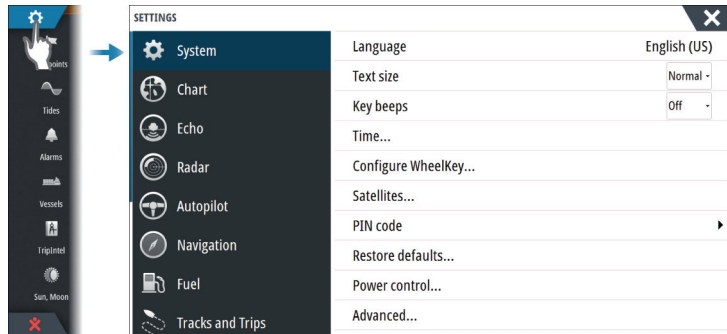 points
Tides
Alarms
Vessels
TripIntel
Sun, Moon
SETTINGS
System
Chart
Echo
Radar
Autopilot
Navigation
Fuel
Tracks and Trips
Language English (US)
Text size Normal
Key beeps Off
Time...
Configure WheelKey...
Satellites...
PIN code
Restore defaults...
Power control...
Advanced...